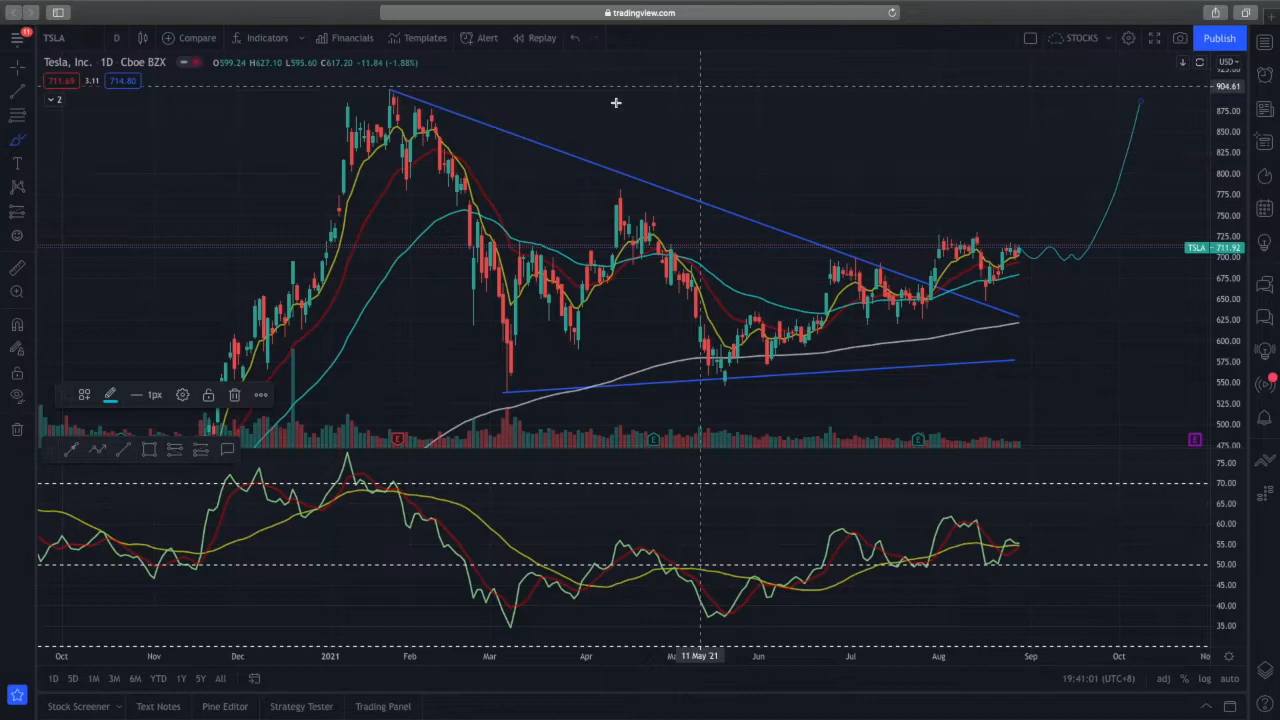 tradingview.com
11
TSLA D Compare Indicators Financials Templates Alert Replay STOCKS Publish
Tesla, Inc. 1D Cboe BZX O599.24 H627.10 L595.60 C617.20 -11.84 (-1.88%) USD
711.69 3.11 714.80
2
925.00
904.61
875.00
850.00
825.00
800.00
775.00
750.00
725.00
TSLA 711.92
700.00
675.00
650.00
625.00
600.00
575.00
550.00
525.00
500.00
475.00
1px
E E E E
75.00
70.00
60.00
55.00
50.00
45.00
40.00
35.00
Oct Nov Dec 2021 Feb Mar Apr 11 May '21 Jun Jul Aug Sep Oct No
1D 5D 1M 3M 6M YTD 1Y 5Y All 19:41:01 (UTC+8) adj % log auto
Stock Screener Text Notes Pine Editor Strategy Tester Trading Panel